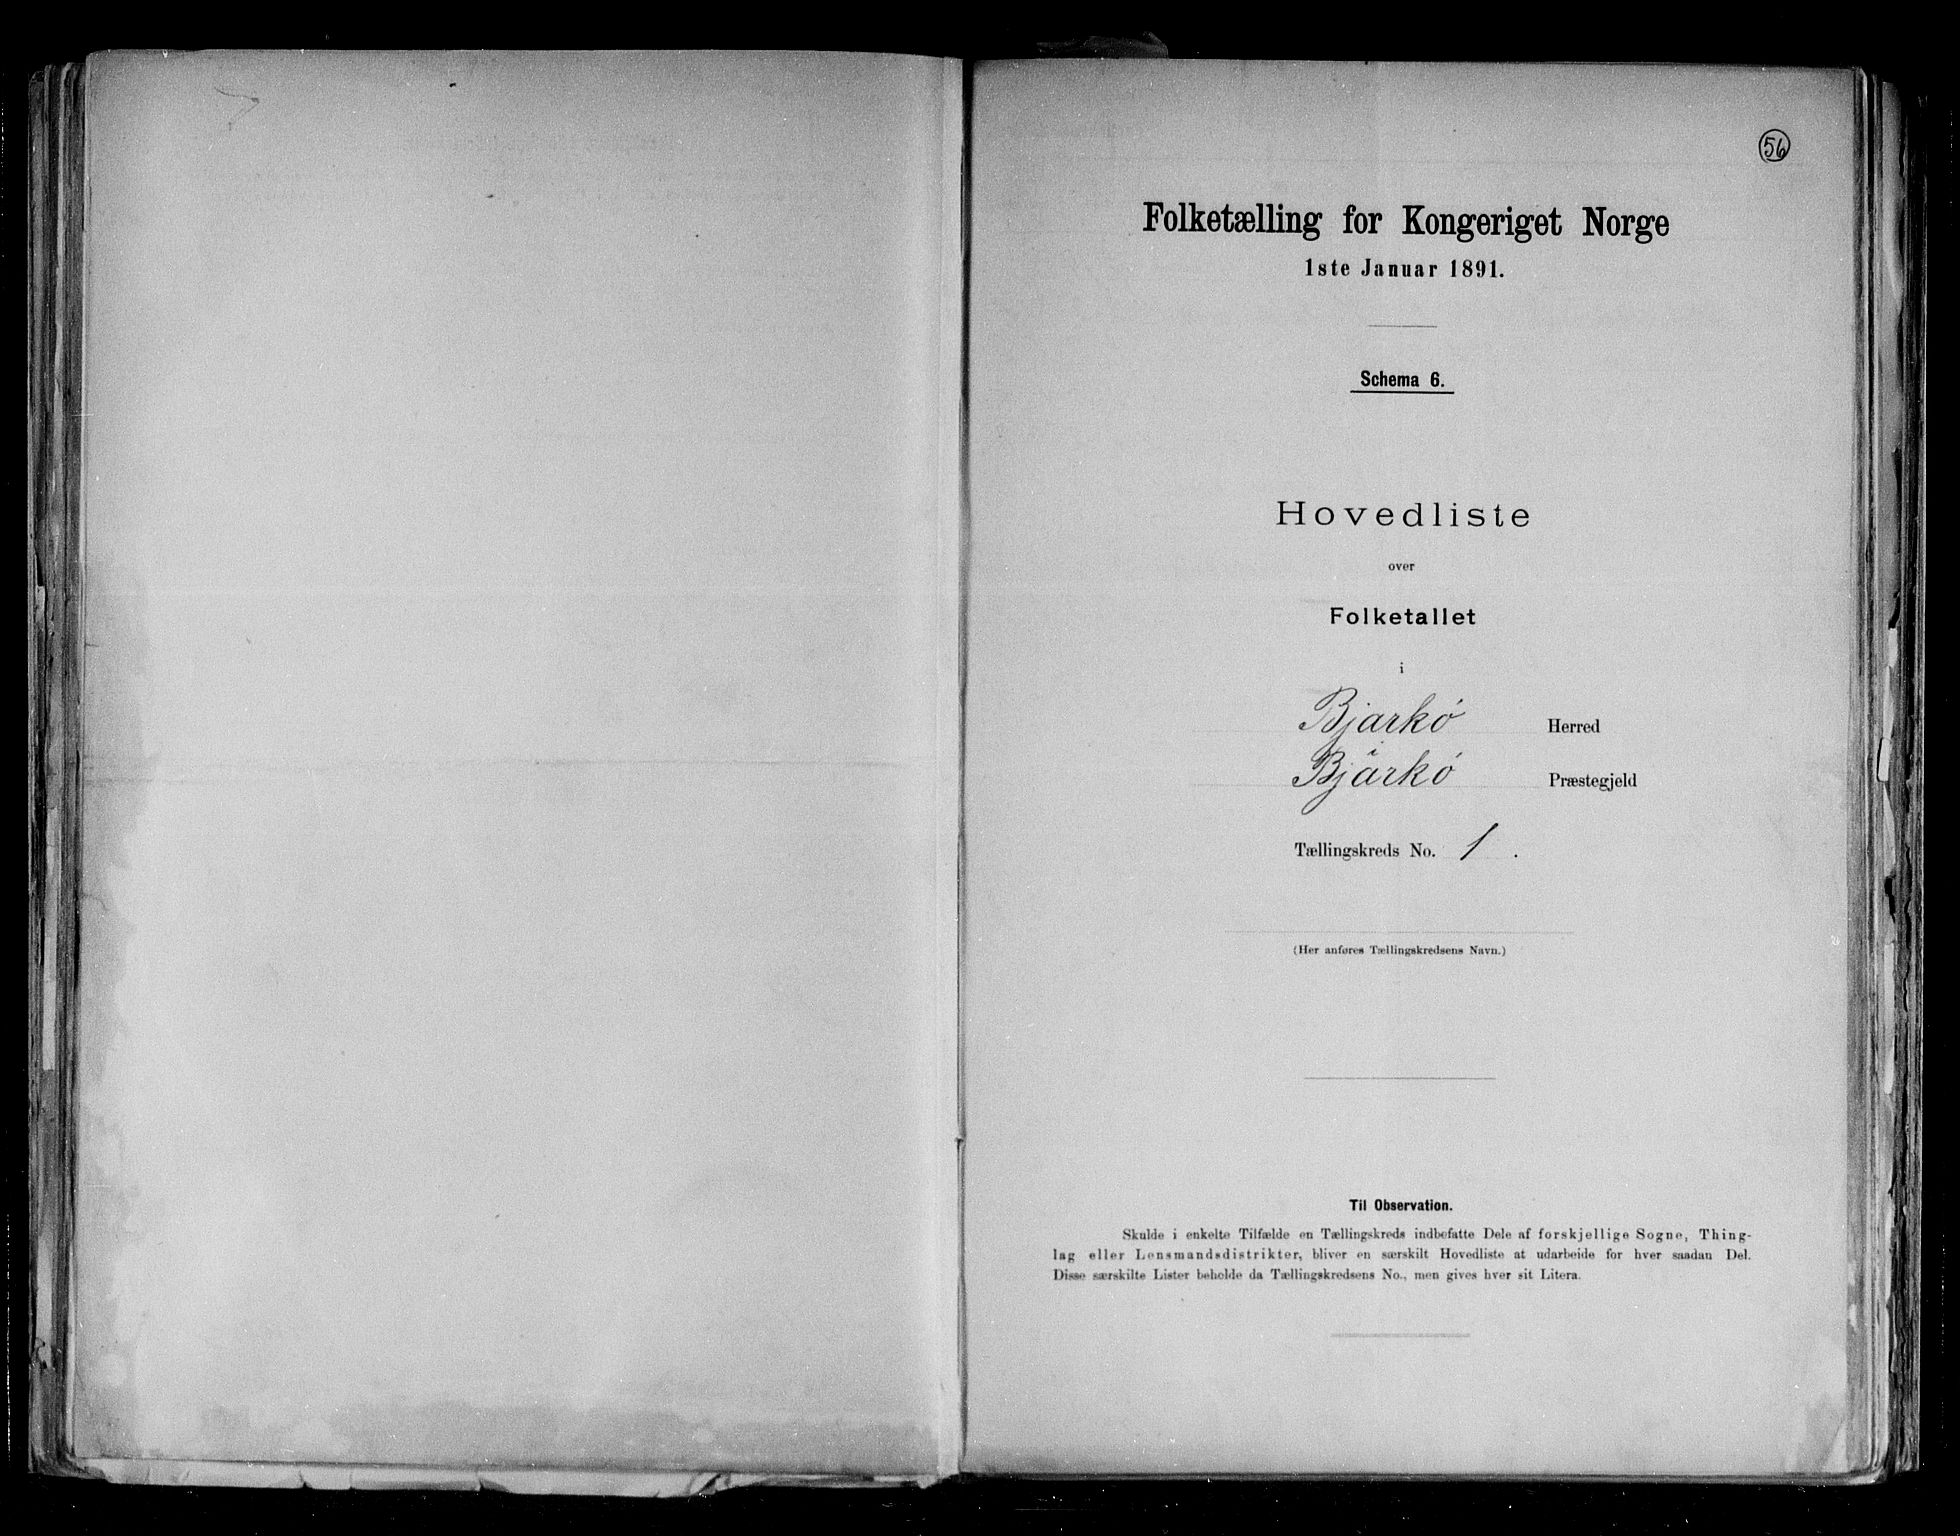 56
Folketælling for Kongeriget Norge
1ste Januar 1891.
Schema 6.
Hovedliste
over
Folketallet
i
Bjarkö Herred
Bjarkö Præstegjeld
Tællingskreds No. 1.
(Her anføres Tællingskredsens Navn.)
Til Observation.
Skulde i enkelte Tilfælde en Tællingskreds indbefatte Dele af forskjellige Sogne, Thing-
lag eller Lensmandsdistrikter, bliver en særskilt Hovedliste at udarbeide for hver saadan Del.
Disse særskilte Lister beholde da Tællingskredsens No., men gives hver sit Litera.